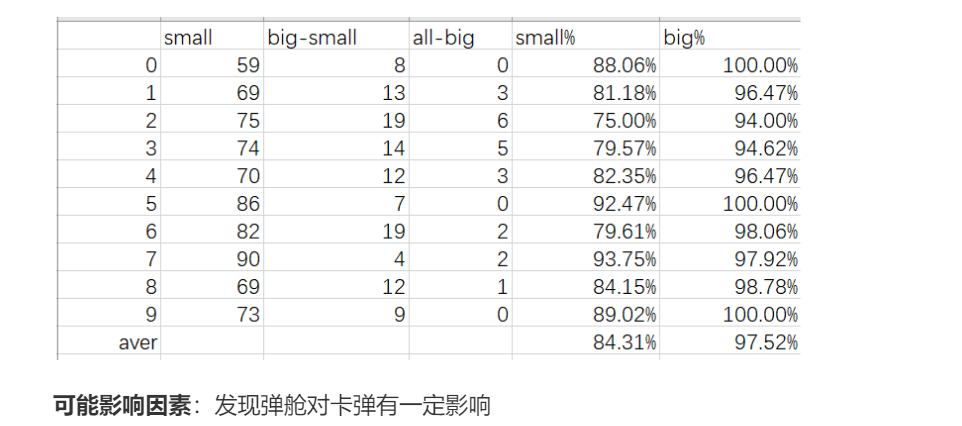 small big-small all-big small% big%
0 59 8 0 88.06% 100.00%
1 69 13 3 81.18% 96.47%
2 75 19 6 75.00% 94.00%
3 74 14 5 79.57% 94.62%
4 70 12 3 82.35% 96.47%
5 86 7 0 92.47% 100.00%
6 82 19 2 79.61% 98.06%
7 90 4 2 93.75% 97.92%
8 69 12 1 84.15% 98.78%
9 73 9 0 89.02% 100.00%
aver 84.31% 97.52%
可能影响因素：发现弹舱对卡弹有一定影响